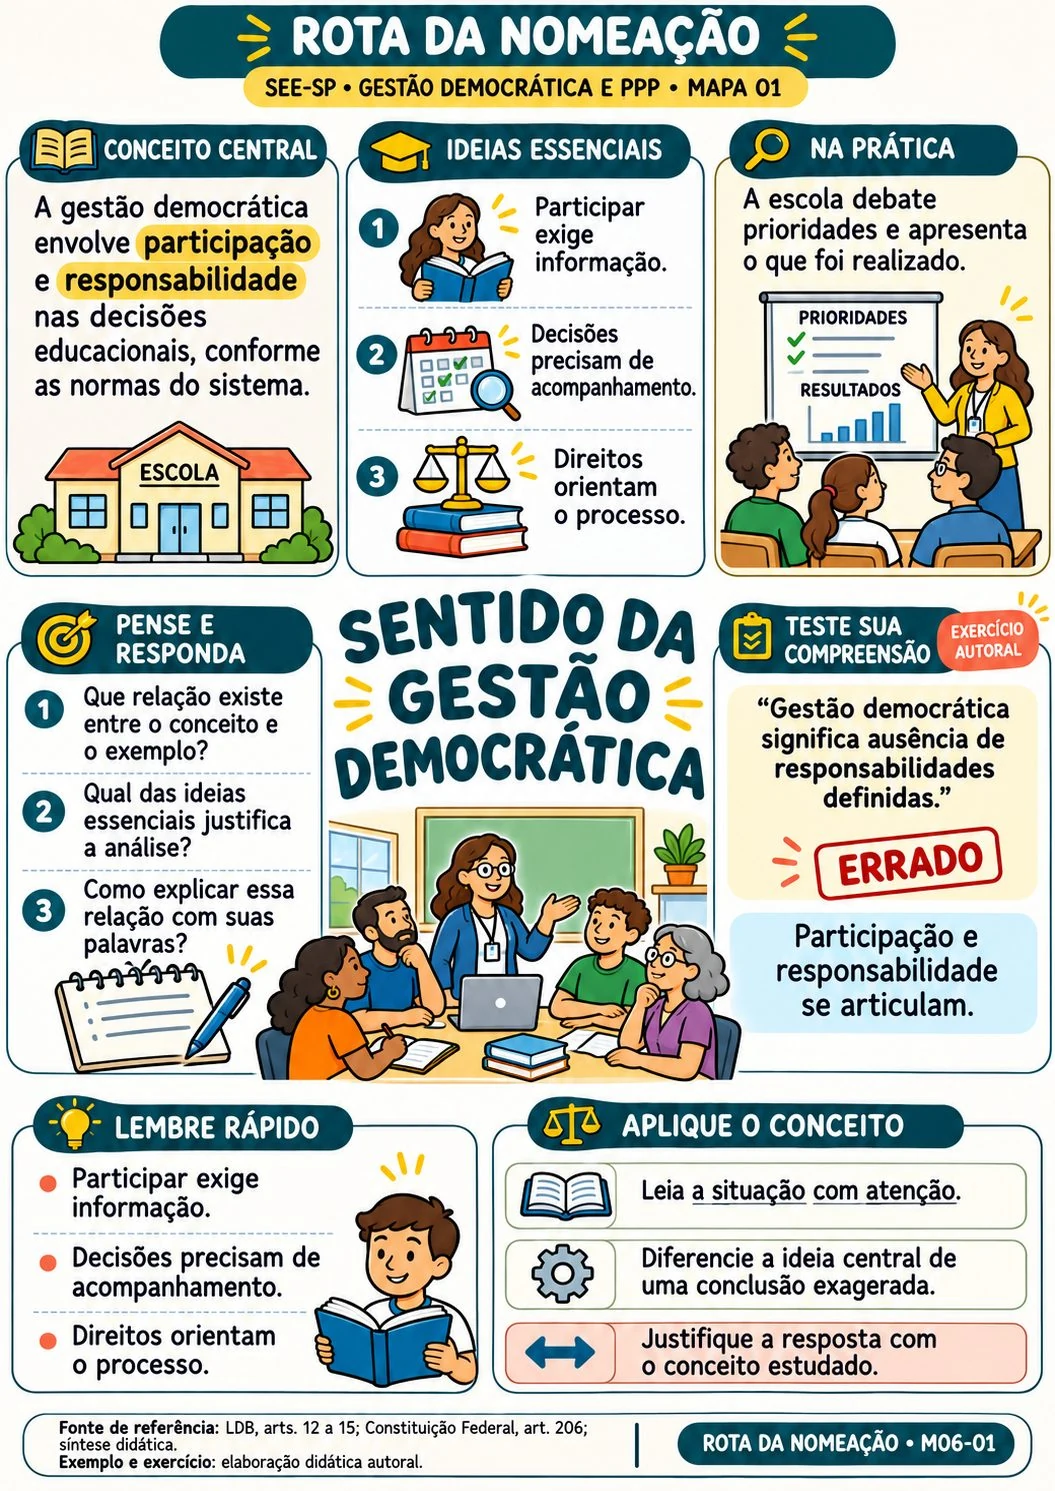 ROTA DA NOMEAÇÃO
SEE-SP • GESTÃO DEMOCRÁTICA E PPP • MAPA 01
CONCEITO CENTRAL
A gestão democrática
envolve participação
e responsabilidade
nas decisões
educacionais, conforme
as normas do sistema.
ESCOLA
IDEIAS ESSENCIAIS
1
Participar
exige
informação.
2
Decisões
precisam de
acompanhamento.
3
Direitos
orientam
o processo.
NA PRÁTICA
A escola debate
prioridades e apresenta
o que foi realizado.
PRIORIDADES
RESULTADOS
PENSE E
RESPONDA
1
Que relação existe
entre o conceito e
o exemplo?
2
Qual das ideias
essenciais justifica
a análise?
3
Como explicar essa
relação com suas
palavras?
SENTIDO DA
GESTÃO
DEMOCRÁTICA
TESTE SUA
COMPREENSÃO
EXERCÍCIO
AUTORAL
“Gestão democrática
significa ausência de
responsabilidades
definidas.”
ERRADO
Participação e
responsabilidade
se articulam.
LEMBRE RÁPIDO
Participar exige
informação.
Decisões precisam de
acompanhamento.
Direitos orientam
o processo.
APLIQUE O CONCEITO
Leia a situação com atenção.
Diferencie a ideia central de
uma conclusão exagerada.
Justifique a resposta com
o conceito estudado.
Fonte de referência: LDB, arts. 12 a 15; Constituição Federal, art. 206;
síntese didática.
Exemplo e exercício: elaboração didática autoral.
ROTA DA NOMEAÇÃO • M06-01